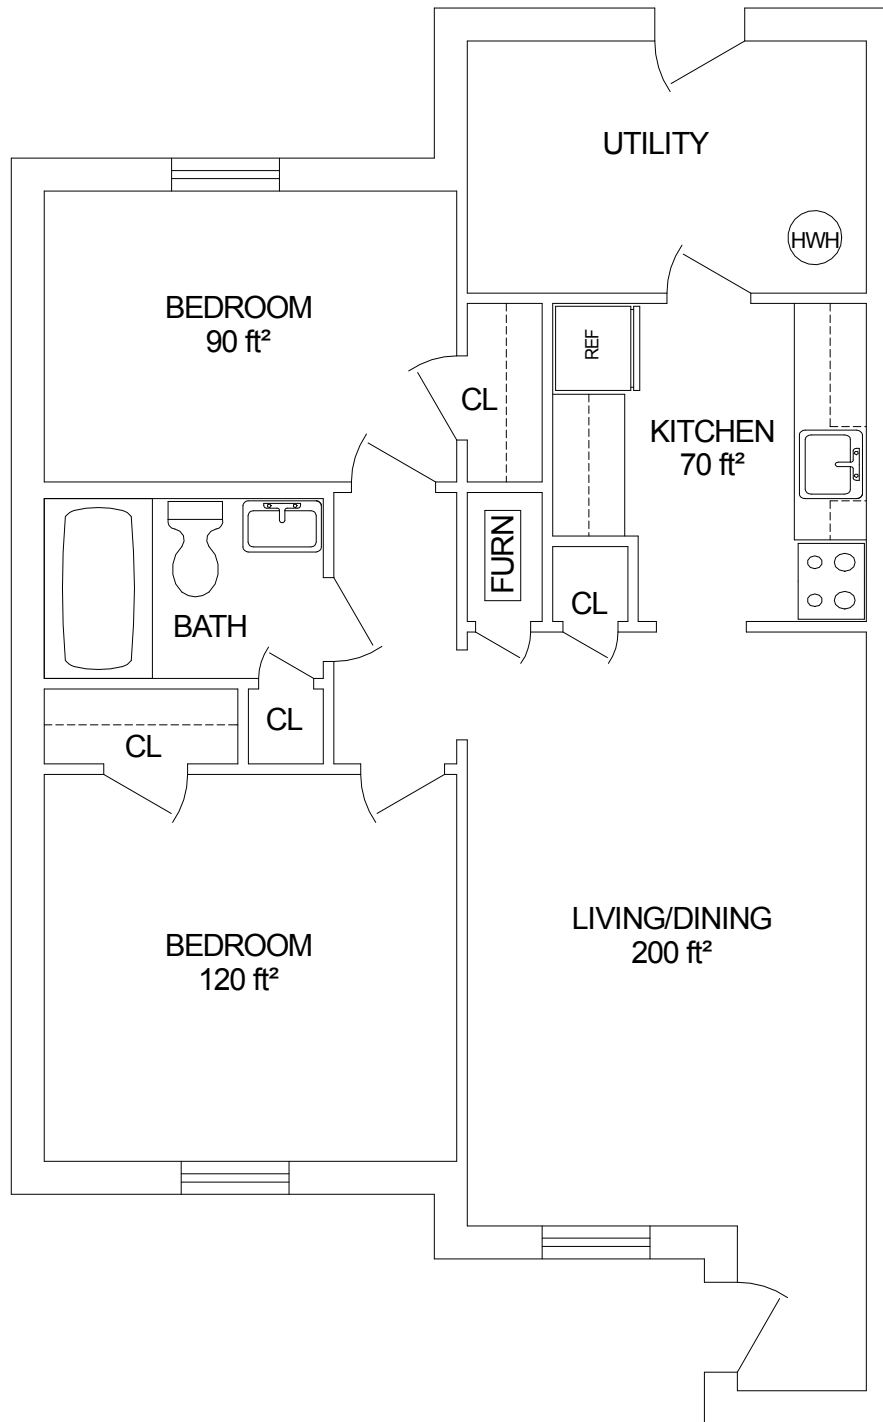 UTILITY
HWH
BEDROOM
90 ft²
REF
CL
KITCHEN
70 ft²
FURN
CL
BATH
CL
CL
BEDROOM
120 ft²
LIVING/DINING
200 ft²